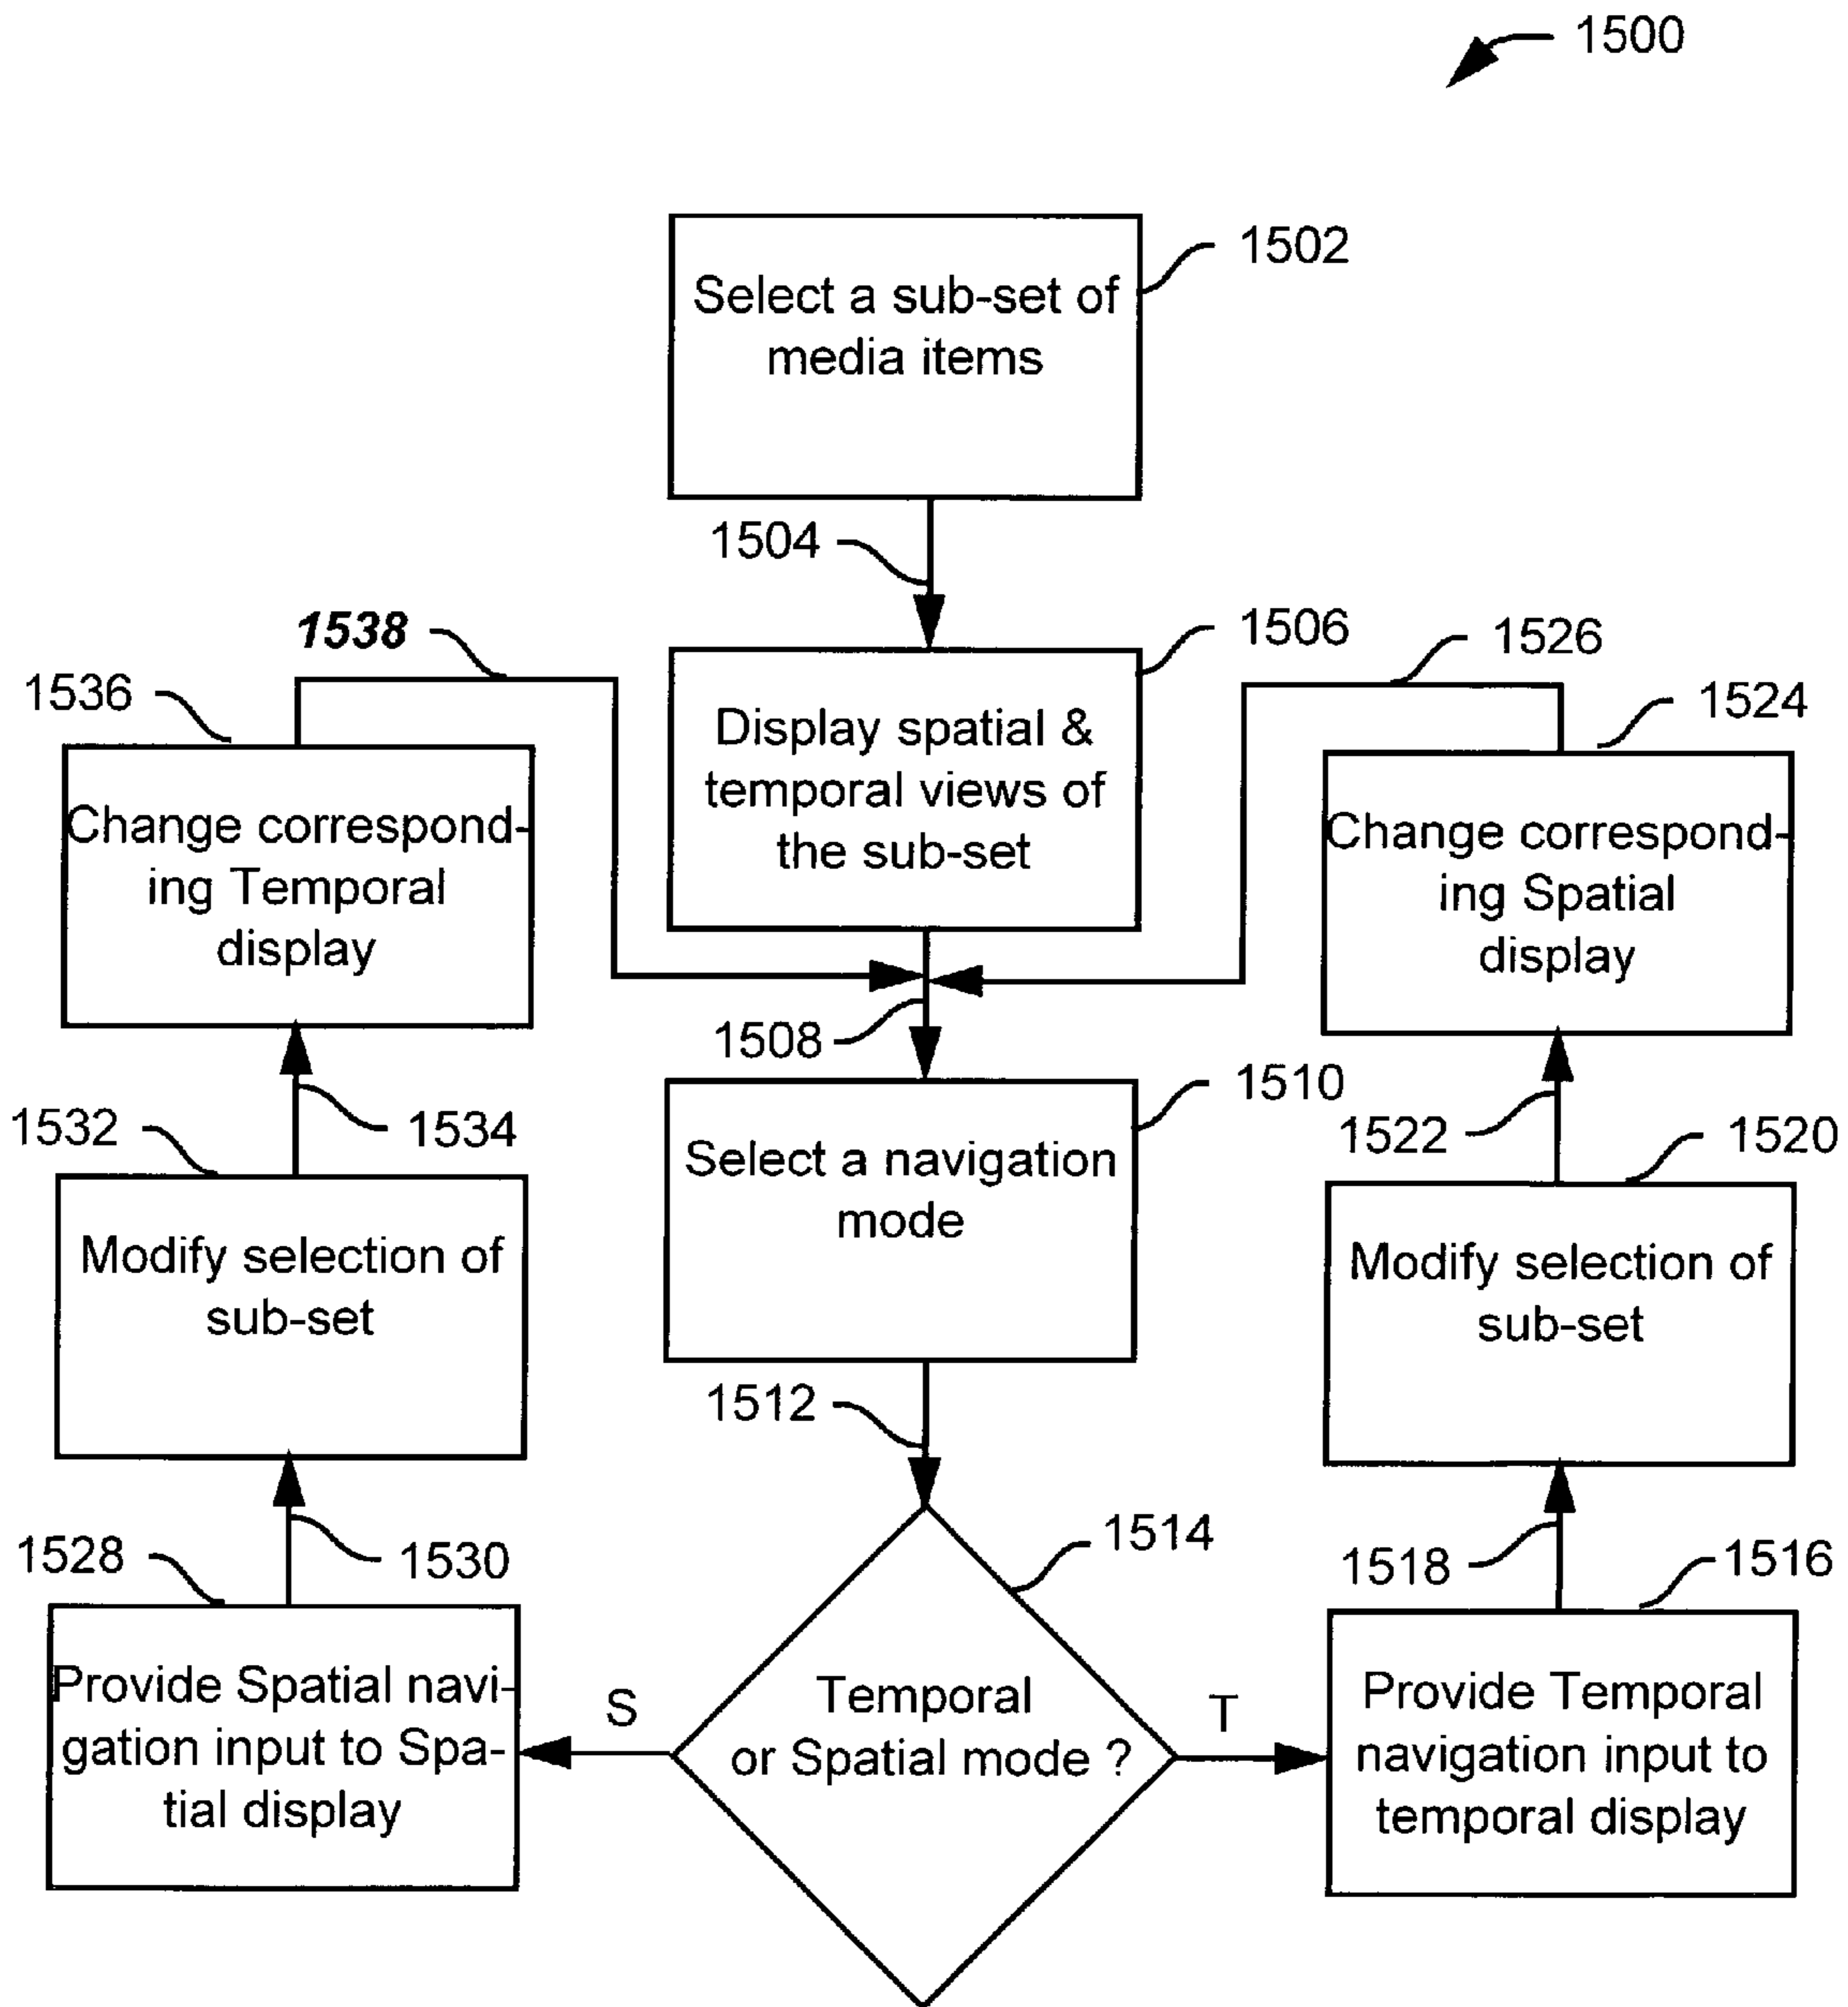 1500
1502
Select a sub-set of
media items
1504
1538
1506
1526
1536
1524
Display spatial &
temporal views of
the sub-set
Change correspond-
ing Temporal
display
Change correspond-
ing Spatial
display
1508
1510
1532
1534
1522
1520
Select a navigation
mode
Modify selection of
sub-set
Modify selection of
sub-set
1512
1514
1528
1530
1518
1516
Provide Spatial navi-
gation input to Spa-
tial display
S
Temporal
or Spatial mode ?
T
Provide Temporal
navigation input to
temporal display